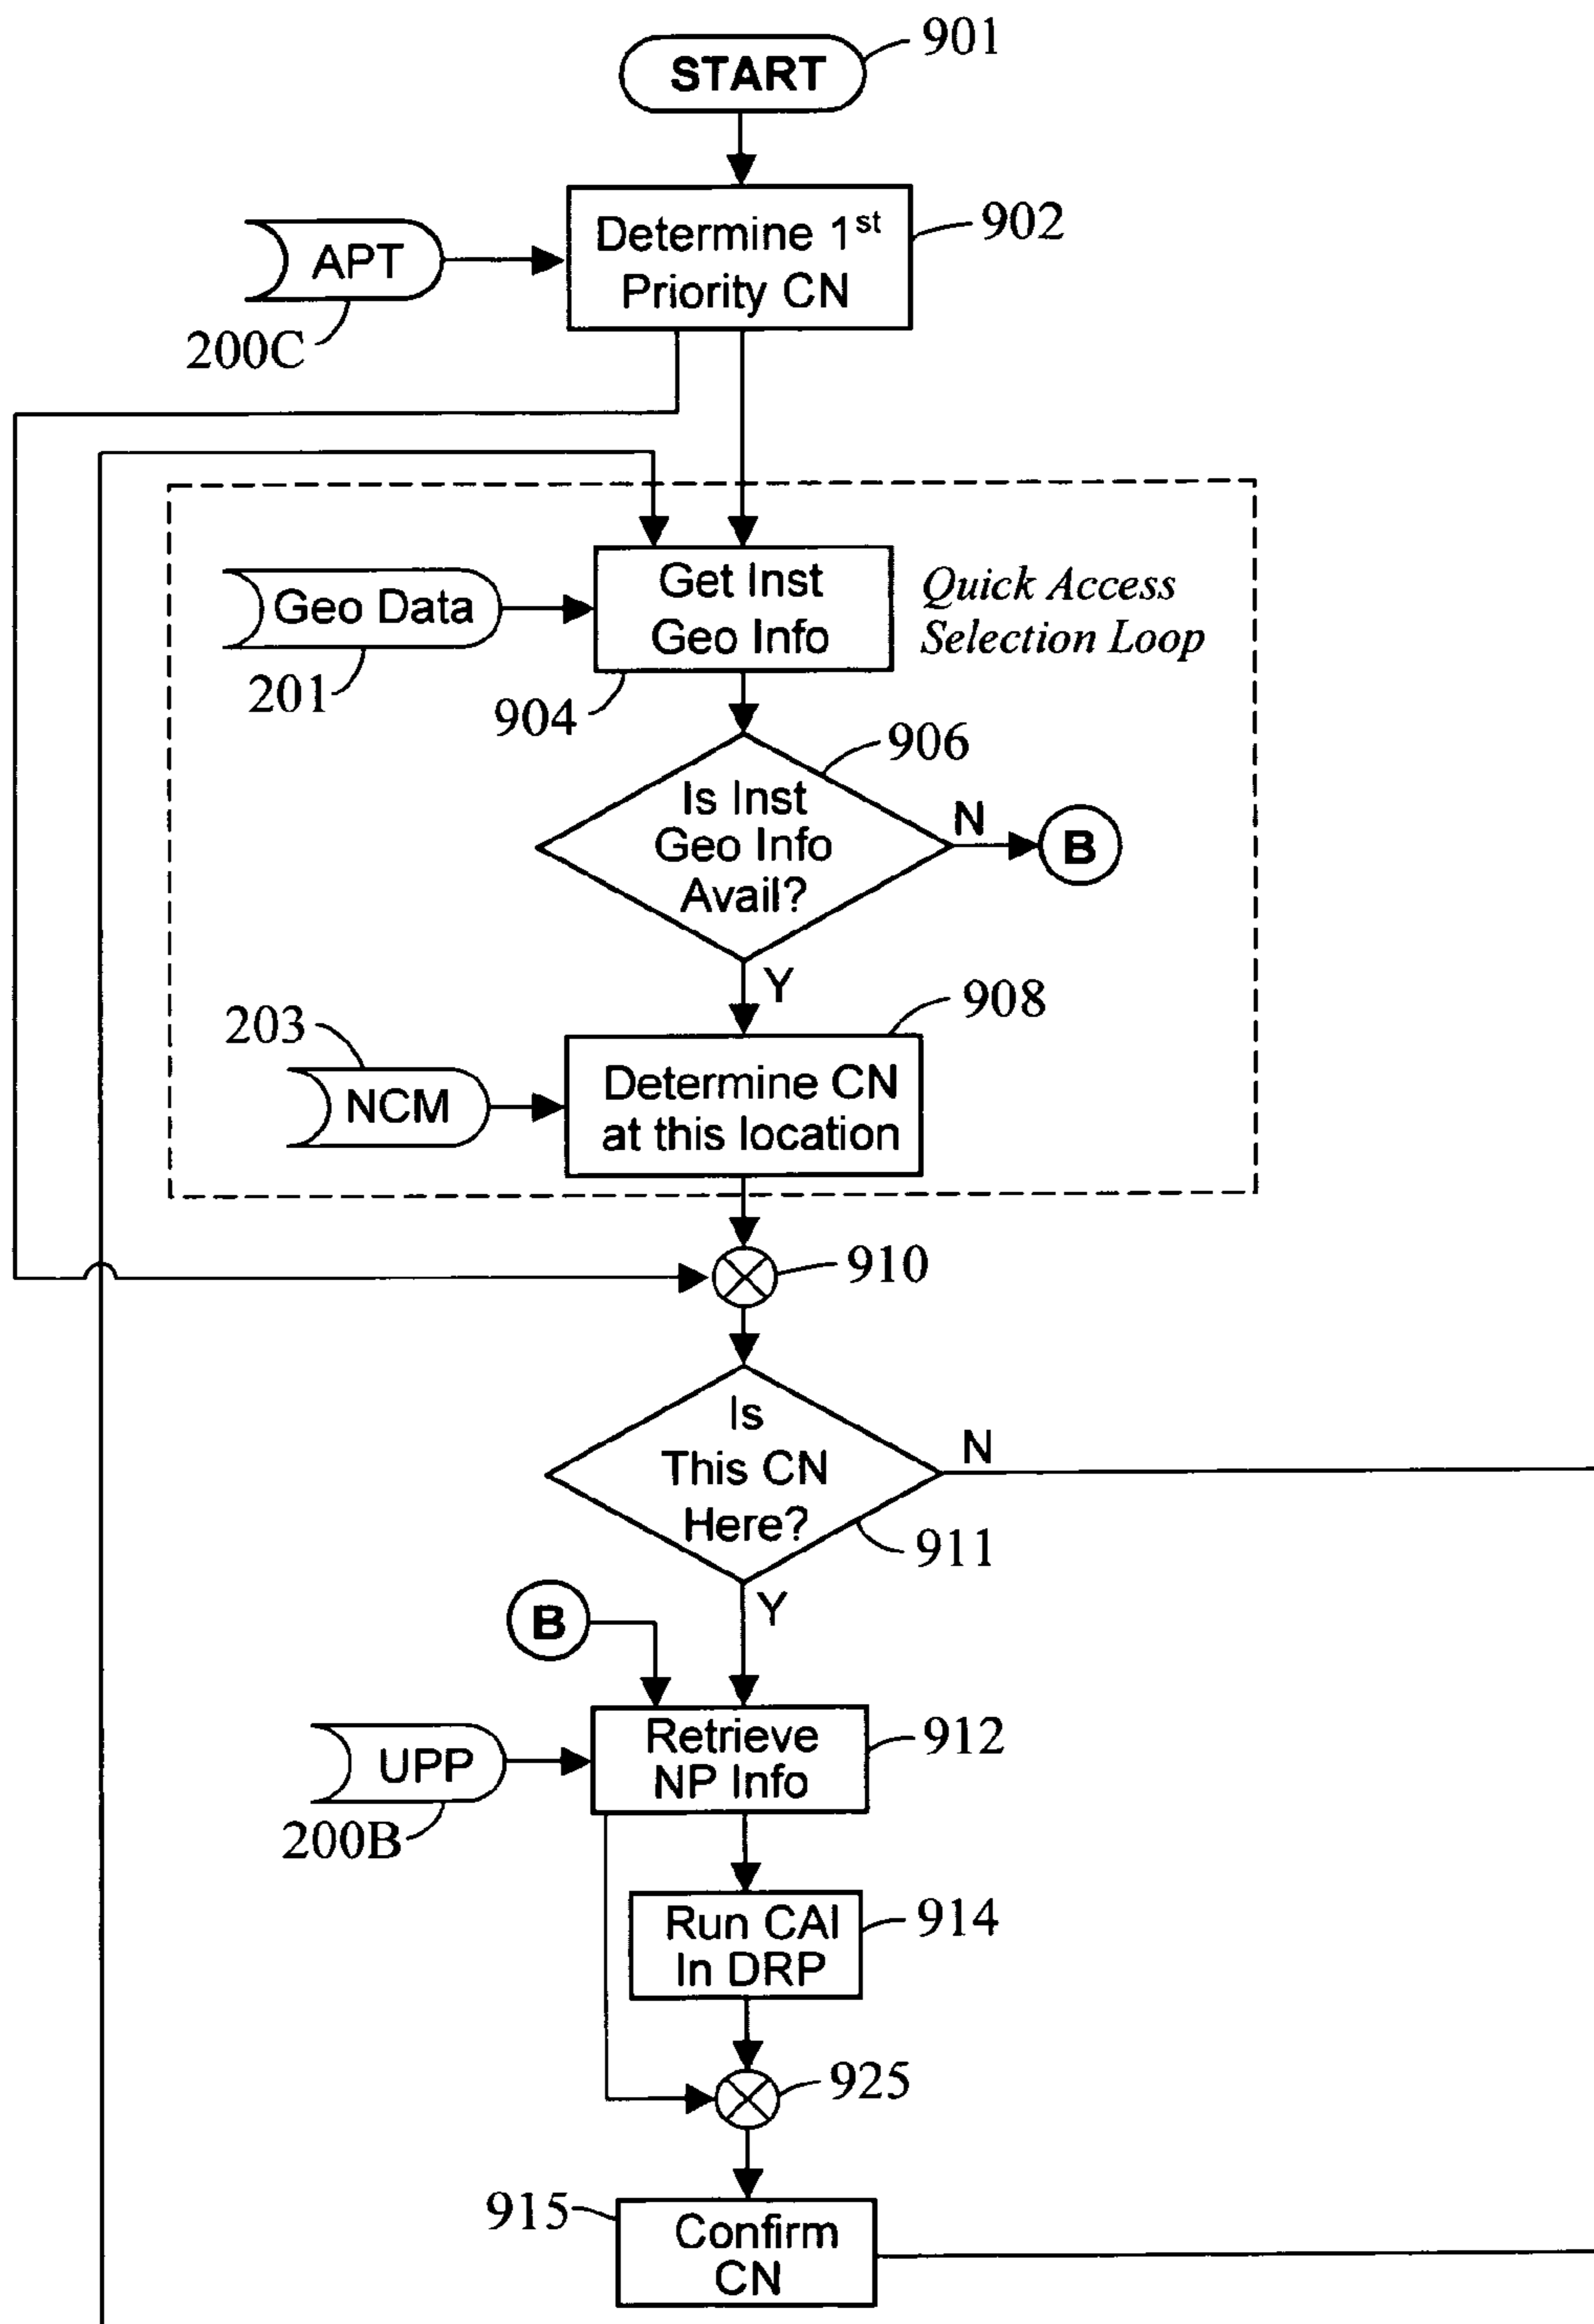 START
901
Determine 1st
Priority CN
902
APT
200C
Get Inst
Geo Info
Quick Access
Selection Loop
Geo Data
201
904
906
Is Inst
Geo Info
Avail?
N
B
Y
908
203
NCM
Determine CN
at this location
910
Is
This CN
Here?
N
911
Y
B
Retrieve
NP Info
912
UPP
200B
Run CAI
In DRP
914
925
915
Confirm
CN